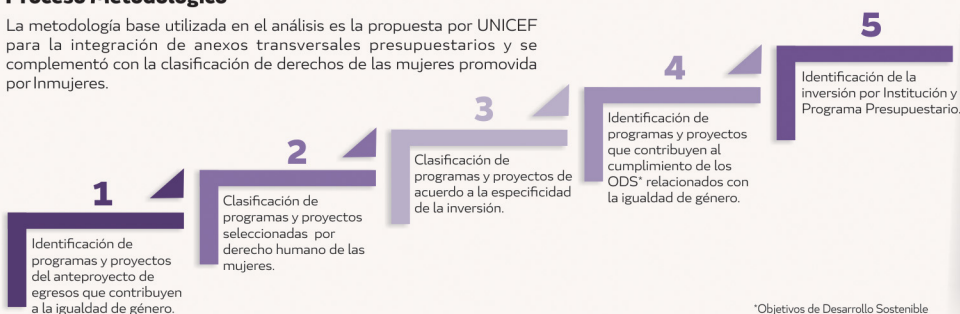 Proceso Metodológico
La metodología base utilizada en el análisis es la propuesta por UNICEF
para la integración de anexos transversales presupuestarios y se
complementó con la clasificación de derechos de las mujeres promovida
por Inmujeres.
1
Identificación de
programas y proyectos
del anteproyecto de
egresos que contribuyen
a la igualdad de género.
2
Clasificación de
programas y proyectos
seleccionadas por
derecho humano de las
mujeres.
3
Clasificación de
programas y proyectos de
acuerdo a la especificidad
de la inversión.
4
Identificación de
programas y proyectos
que contribuyen al
cumplimiento de los
ODS* relacionados con
la igualdad de género.
5
Identificación de la
inversión por Institución y
Programa Presupuestario.
*Objetivos de Desarrollo Sostenible